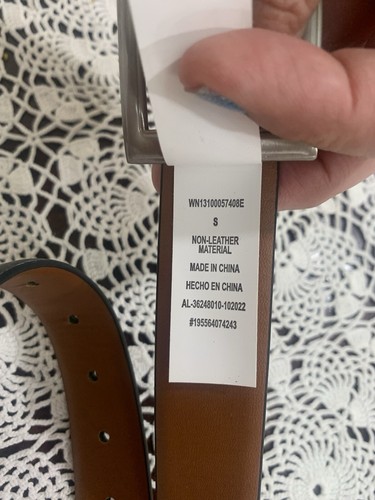 WN13100057408E
S
NON-LEATHER
MATERIAL
MADE IN CHINA
HECHO EN CHINA
AL-36248010-102022
#195564074243